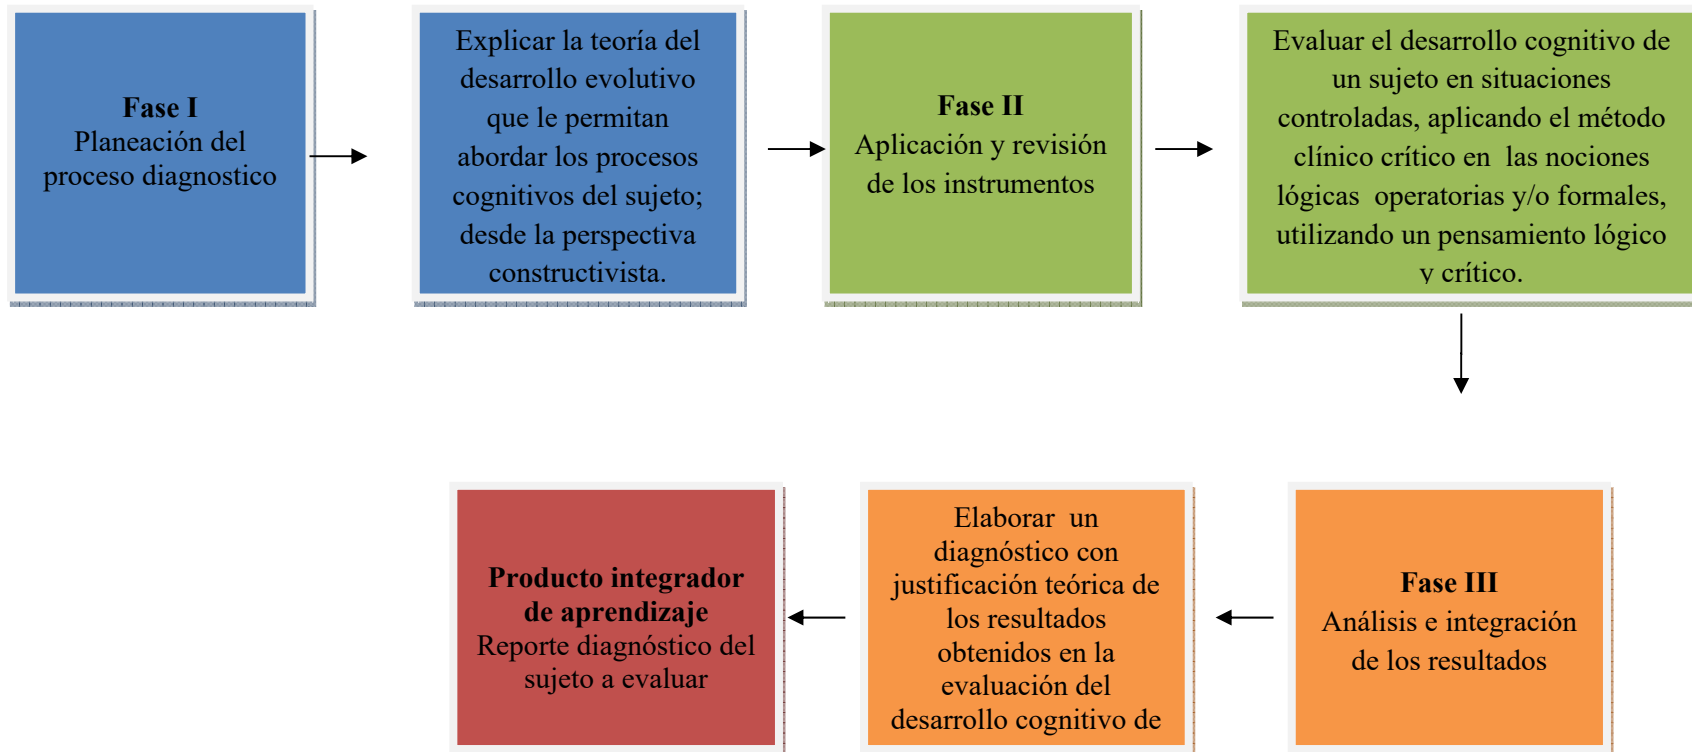 Fase I
Planeación del
proceso diagnostico
Explicar la teoría del
desarrollo evolutivo
que le permitan
abordar los procesos
cognitivos del sujeto;
desde la perspectiva
constructivista.
Fase II
Aplicación y revisión
de los instrumentos
Evaluar el desarrollo cognitivo de
un sujeto en situaciones
controladas, aplicando el método
clínico crítico en las nociones
lógicas operatorias y/o formales,
utilizando un pensamiento lógico
y crítico.
Fase III
Análisis e integración
de los resultados
Elaborar un
diagnóstico con
justificación teórica de
los resultados
obtenidos en la
evaluación del
desarrollo cognitivo de
Producto integrador
de aprendizaje
Reporte diagnóstico del
sujeto a evaluar